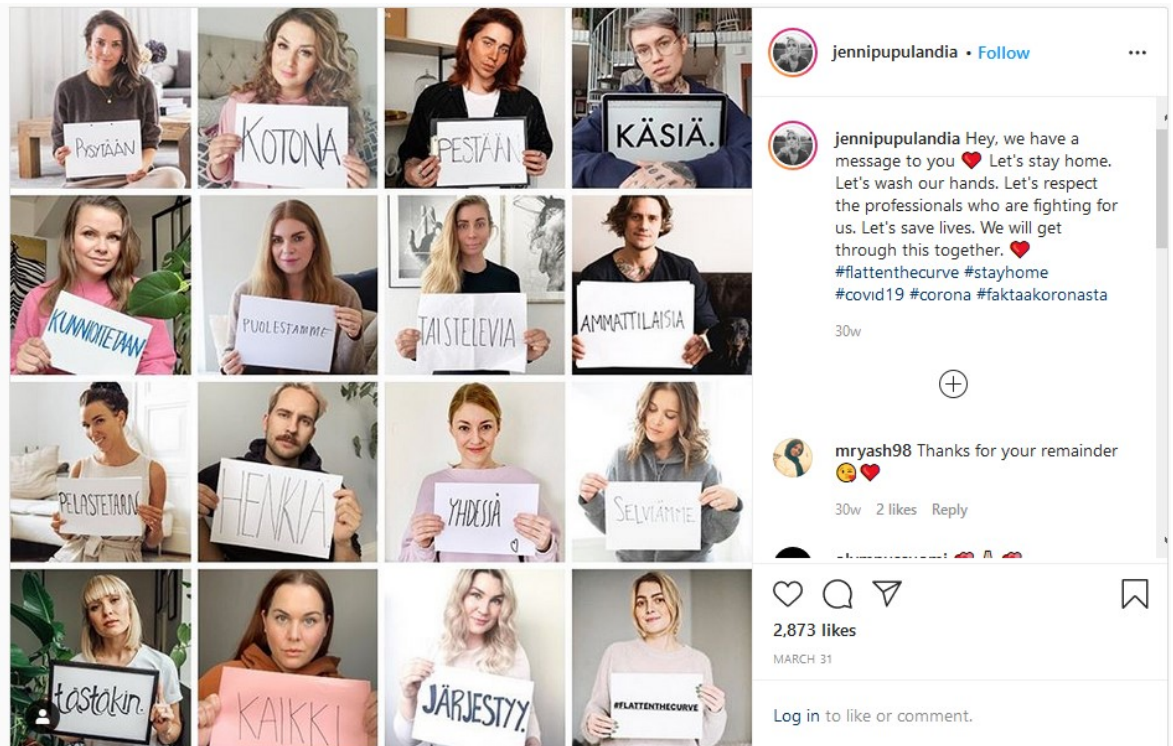 PYSYTÄÄN
KOTONA
PESTÄÄN
KÄSIÄ.
KUNNIOITETAAN
PUOLESTAMME
TAISTELEVIA
AMMATTILAISIA
PELASTETAAN
HENKIÄ
YHDESSÄ
SELVIÄMME
tästäkin.
KAIKKI
JÄRJESTYY.
#FLATTENTHECURVE
jennipupulandia • Follow
jennipupulandia Hey, we have a
message to you ❤️ Let's stay home.
Let's wash our hands. Let's respect
the professionals who are fighting for
us. Let's save lives. We will get
through this together. ❤️
#flattenthecurve #stayhome
#covid19 #corona #faktaakoronasta
30w
mryash98 Thanks for your remainder
😘❤️
30w 2 likes Reply
2,873 likes
MARCH 31
Log in to like or comment.